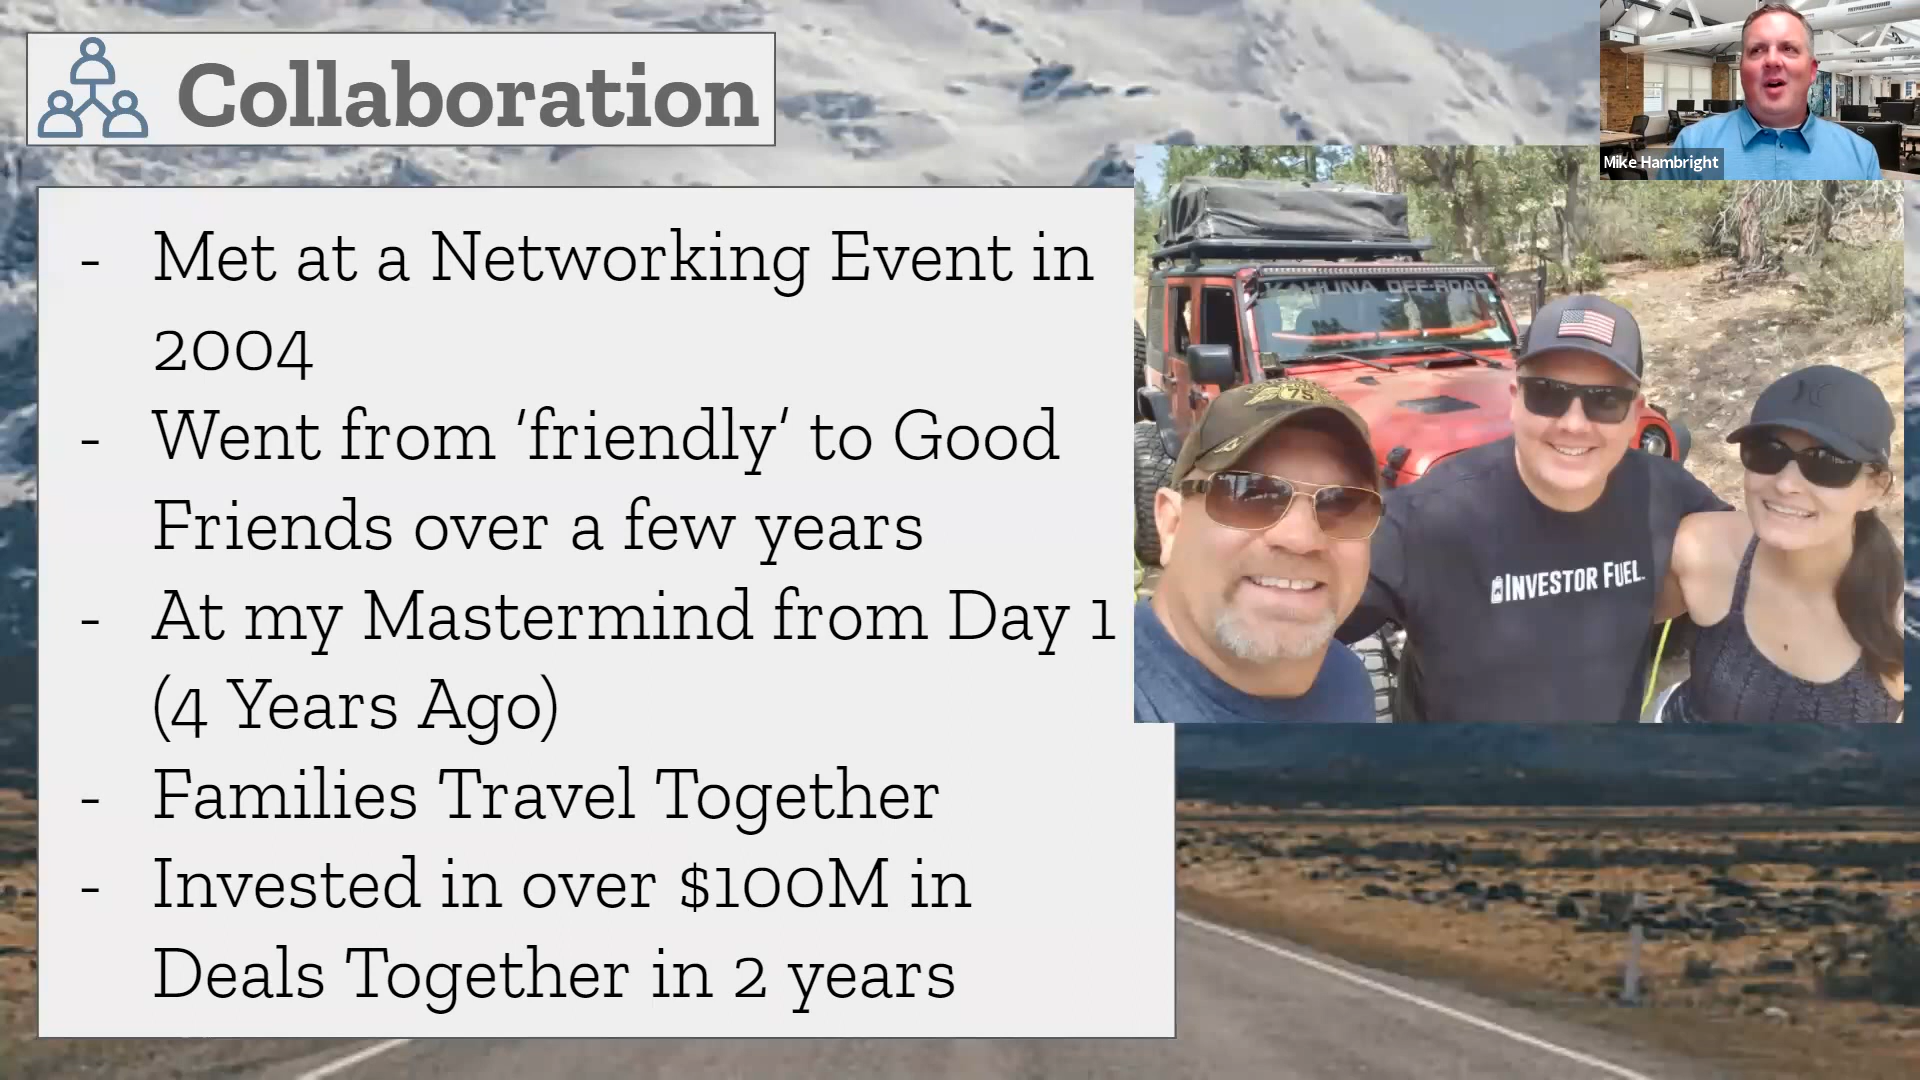 Collaboration
Mike Hambright
- Met at a Networking Event in
2004
- Went from ‘friendly’ to Good
Friends over a few years
- At my Mastermind from Day 1
(4 Years Ago)
- Families Travel Together
- Invested in over $100M in
Deals Together in 2 years
OFF-ROAD
75
INVESTOR FUEL